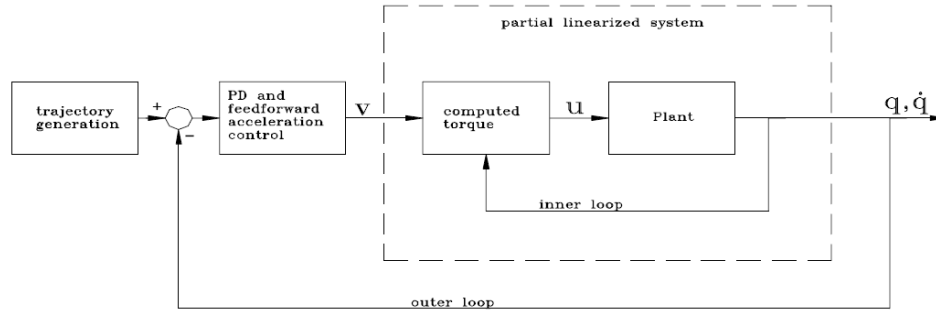 partial linearized system
trajectory
generation
+
−
PD and
feedforward
acceleration
control
v
computed
torque
u
Plant
q, q̇
inner loop
outer loop